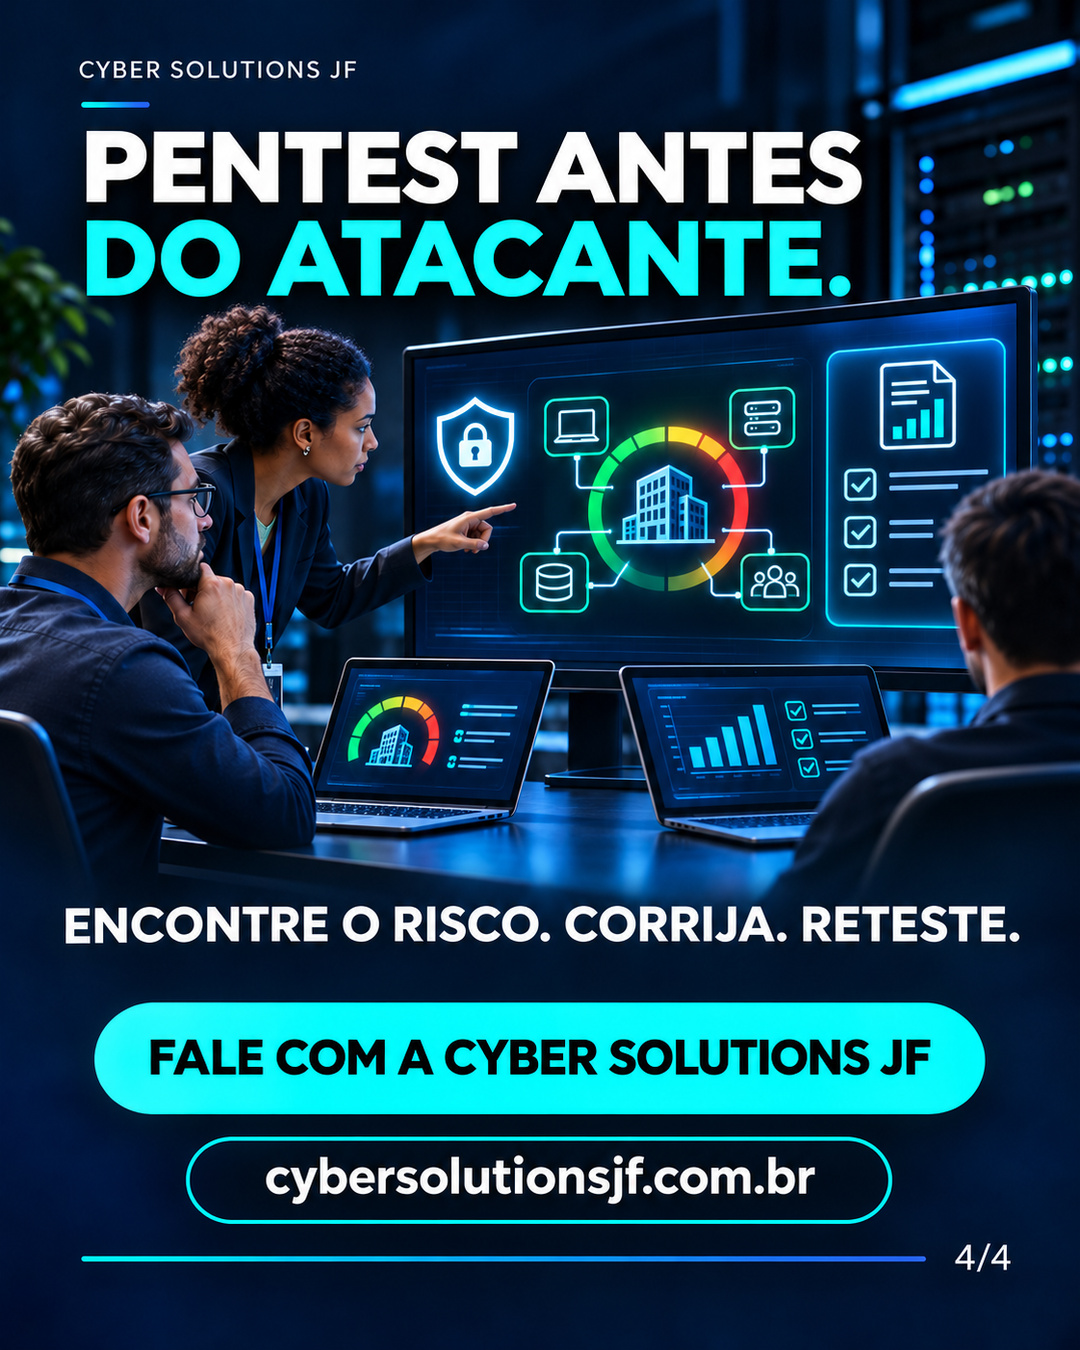 CYBER SOLUTIONS JF
PENTEST ANTES
DO ATACANTE.
ENCONTRE O RISCO. CORRIJA. RETESTE.
FALE COM A CYBER SOLUTIONS JF
cybersolutionsjf.com.br
4/4